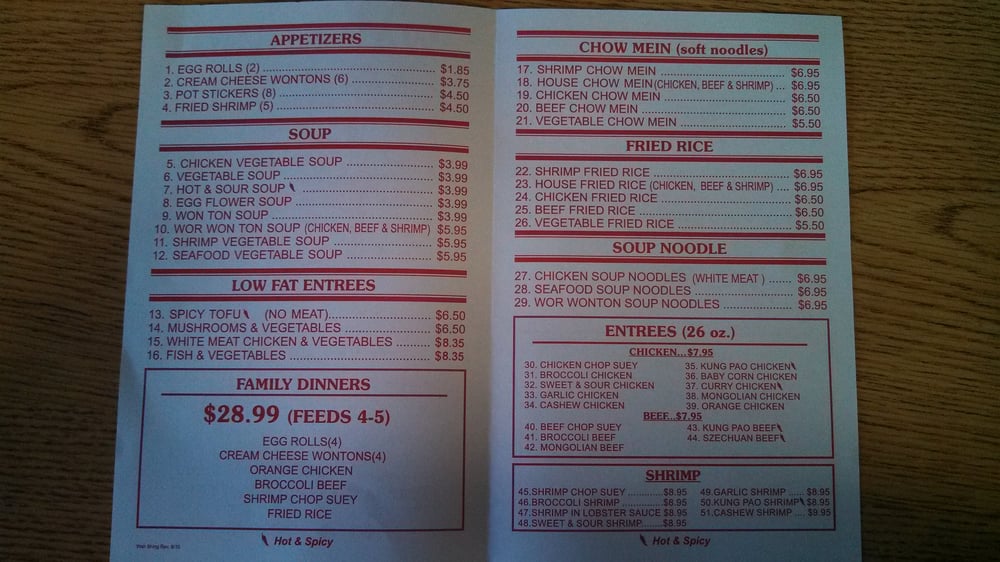 APPETIZERS
1. EGG ROLLS (2) ........ $1.85
2. CREAM CHEESE WONTONS (6) ........ $3.75
3. POT STICKERS (8) ........ $4.50
4. FRIED SHRIMP (5) ........ $4.50
SOUP
5. CHICKEN VEGETABLE SOUP ........ $3.99
6. VEGETABLE SOUP ........ $3.99
7. HOT & SOUR SOUP ........ $3.99
8. EGG FLOWER SOUP ........ $3.99
9. WON TON SOUP ........ $3.99
10. WOR WON TON SOUP (CHICKEN, BEEF & SHRIMP) $5.95
11. SHRIMP VEGETABLE SOUP ........ $5.95
12. SEAFOOD VEGETABLE SOUP ........ $5.95
LOW FAT ENTREES
13. SPICY TOFU (NO MEAT)........ $6.50
14. MUSHROOMS & VEGETABLES ........ $6.50
15. WHITE MEAT CHICKEN & VEGETABLES ........ $8.35
16. FISH & VEGETABLES ........ $8.35
FAMILY DINNERS
$28.99 (FEEDS 4-5)
EGG ROLLS(4)
CREAM CHEESE WONTONS(4)
ORANGE CHICKEN
BROCCOLI BEEF
SHRIMP CHOP SUEY
FRIED RICE
Hot & Spicy
CHOW MEIN (soft noodles)
17. SHRIMP CHOW MEIN ........ $6.95
18. HOUSE CHOW MEIN (CHICKEN, BEEF & SHRIMP) ... $6.95
19. CHICKEN CHOW MEIN ........ $6.50
20. BEEF CHOW MEIN ........ $6.50
21. VEGETABLE CHOW MEIN ........ $5.50
FRIED RICE
22. SHRIMP FRIED RICE ........ $6.95
23. HOUSE FRIED RICE (CHICKEN, BEEF & SHRIMP) .... $6.95
24. CHICKEN FRIED RICE ........ $6.50
25. BEEF FRIED RICE ........ $6.50
26. VEGETABLE FRIED RICE ........ $5.50
SOUP NOODLE
27. CHICKEN SOUP NOODLES (WHITE MEAT ) ....... $6.95
28. SEAFOOD SOUP NOODLES ........ $6.95
29. WOR WONTON SOUP NOODLES ........ $6.95
ENTREES (26 oz.)
CHICKEN...$7.95
30. CHICKEN CHOP SUEY 35. KUNG PAO CHICKEN
31. BROCCOLI CHICKEN 36. BABY CORN CHICKEN
32. SWEET & SOUR CHICKEN 37. CURRY CHICKEN
33. GARLIC CHICKEN 38. MONGOLIAN CHICKEN
34. CASHEW CHICKEN 39. ORANGE CHICKEN
BEEF...$7.95
40. BEEF CHOP SUEY 43. KUNG PAO BEEF
41. BROCCOLI BEEF 44. SZECHUAN BEEF
42. MONGOLIAN BEEF
SHRIMP
45.SHRIMP CHOP SUEY ........$8.95 49.GARLIC SHRIMP ...... $8.95
46.BROCCOLI SHRIMP ........$8.95 50.KUNG PAO SHRIMP $8.95
47.SHRIMP IN LOBSTER SAUCE $8.95 51.CASHEW SHRIMP .... $9.95
48.SWEET & SOUR SHRIMP.......$8.95
Hot & Spicy